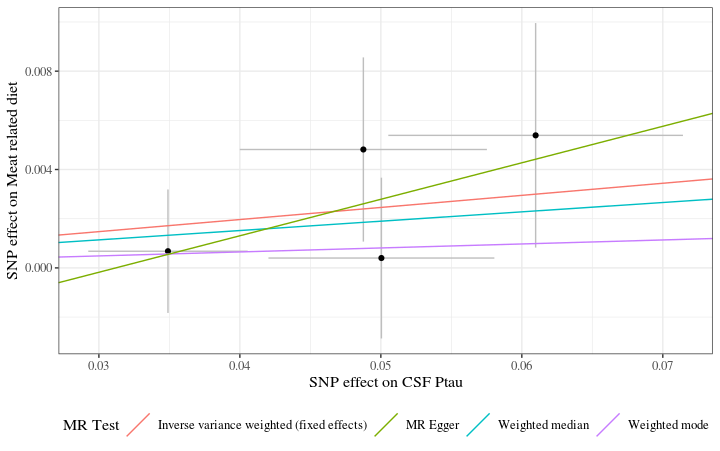 SNP effect on Meat related diet
0.008
0.004
0.000
0.03 0.04 0.05 0.06 0.07
SNP effect on CSF Ptau
MR Test Inverse variance weighted (fixed effects) MR Egger Weighted median Weighted mode